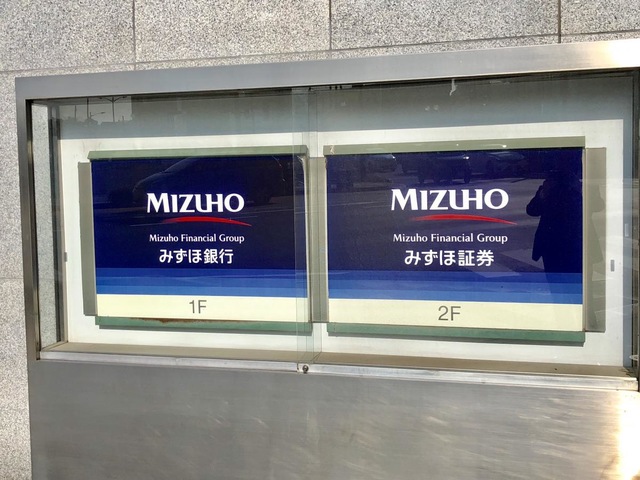 MIZUHO
Mizuho Financial Group
みずほ銀行
1F
MIZUHO
Mizuho Financial Group
みずほ証券
2F